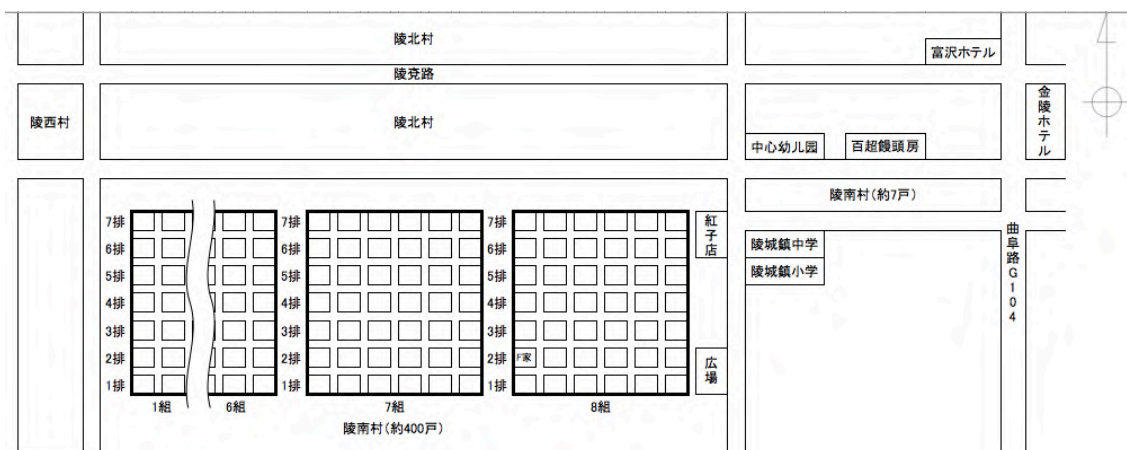 陵北村
富沢ホテル
陵兗路
陵西村
陵北村
金陵ホテル
中心幼儿园
百超饅頭房
陵南村(約7戸)
7排
6排
5排
4排
3排
2排
1排
7排
6排
5排
4排
3排
2排
1排
7排
6排
5排
4排
3排
2排
1排
F家
紅子店
広場
陵城鎮中学
陵城鎮小学
曲阜路G104
1組
6組
7組
8組
陵南村(約400戸)